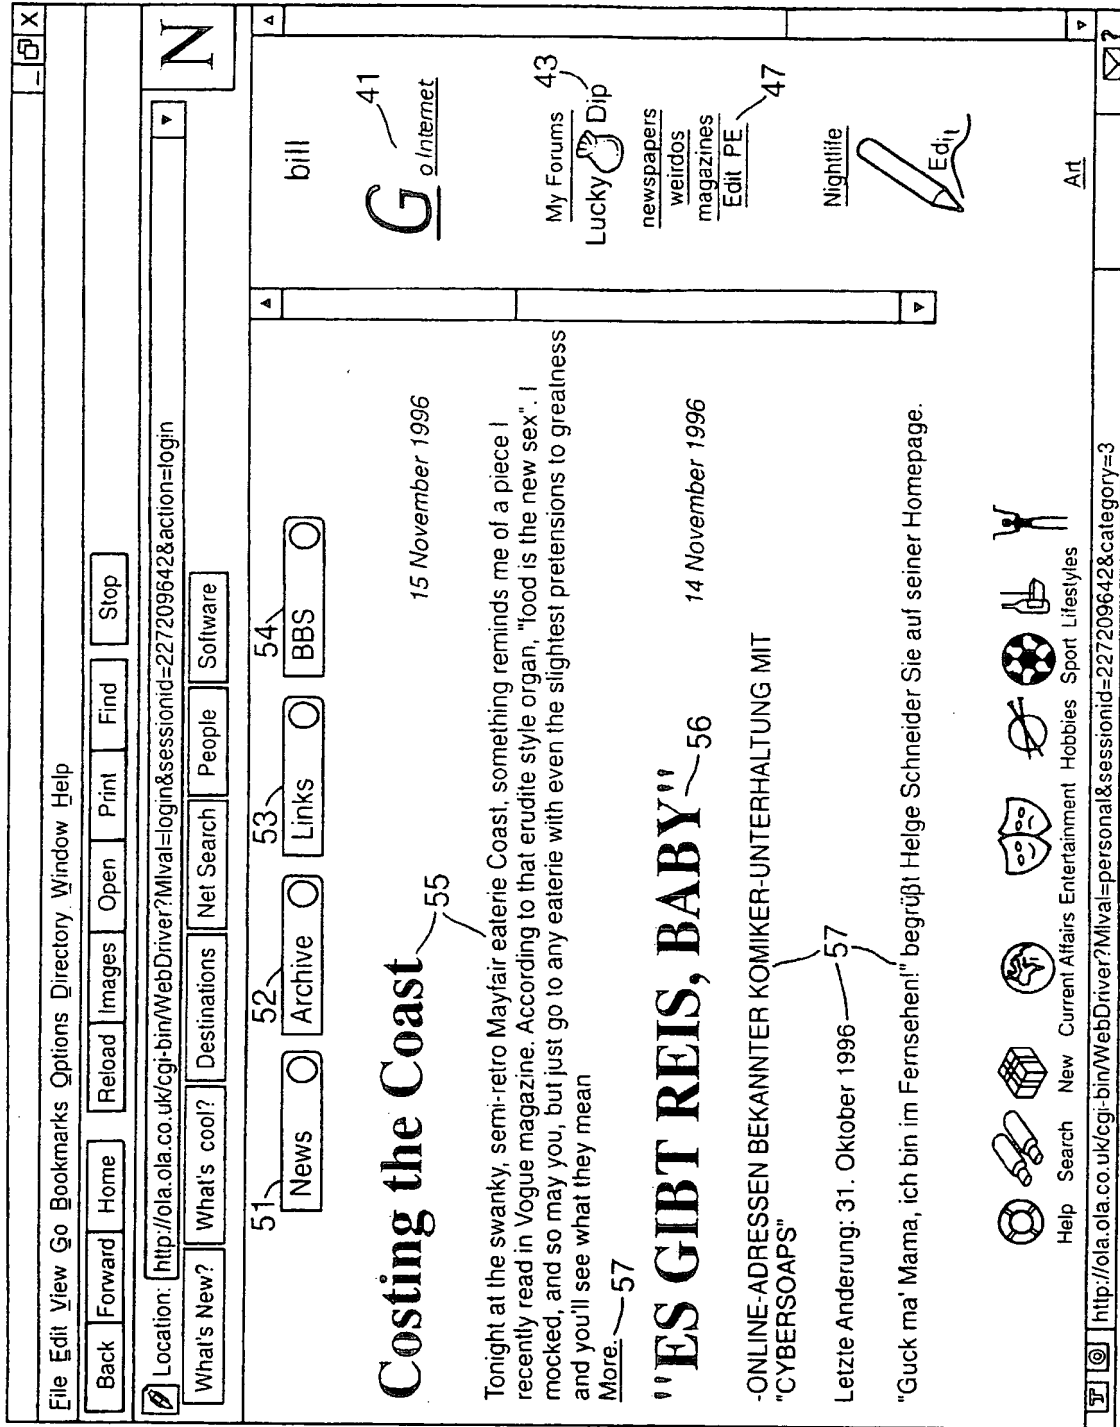 File Edit View Go Bookmarks Options Directory Window Help
Back Forward Home Reload Images Open Print Find Stop
Location: http://ola.ola.co.uk/cgi-bin/WebDriver?MIval=login&sessionid=227209642&action=login
N
What's New? What's cool? Destinations Net Search People Software
51 52 53 54
News Archive Links BBS
Costing the Coast 55
15 November 1996
Tonight at the swanky, semi-retro Mayfair eaterie Coast, something reminds me of a piece I
recently read in Vogue magazine. According to that erudite style organ, "food is the new sex". I
mocked, and so may you, but just go to any eaterie with even the slightest pretensions to greatness
and you'll see what they mean
More. 57
"ES GIBT REIS, BABY" 56
14 November 1996
-ONLINE-ADRESSEN BEKANNTER KOMIKER-UNTERHALTUNG MIT
"CYBERSOAPS"
Letzte Anderung: 31. Oktober 1996 57
"Guck ma' Mama, ich bin im Fernsehen!" begrüßt Helge Schneider Sie auf seiner Homepage.
bill
Go Internet 41
My Forums 43
Lucky Dip
newspapers
weirdos
magazines
Edit PE 47
Nightlife
Edit
Art
Help Search New Current Affairs Entertainment Hobbies Sport Lifestyles
http://ola.ola.co.uk/cgi-bin/WebDriver?MIval=personal&sessionid=227209642&category=3
?